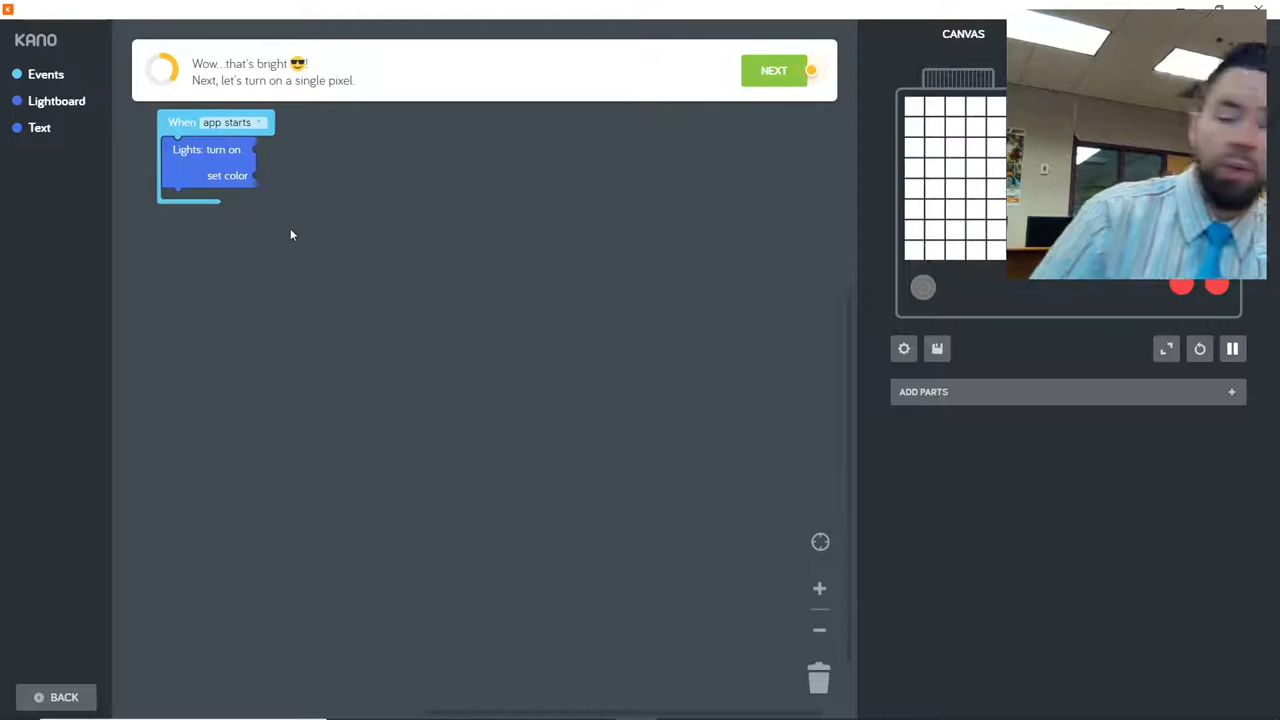 KANO
Events
Lightboard
Text
Wow...that's bright 😎!
Next, let's turn on a single pixel.
NEXT
When app starts
Lights: turn on
set color
CANVAS
ADD PARTS +
BACK